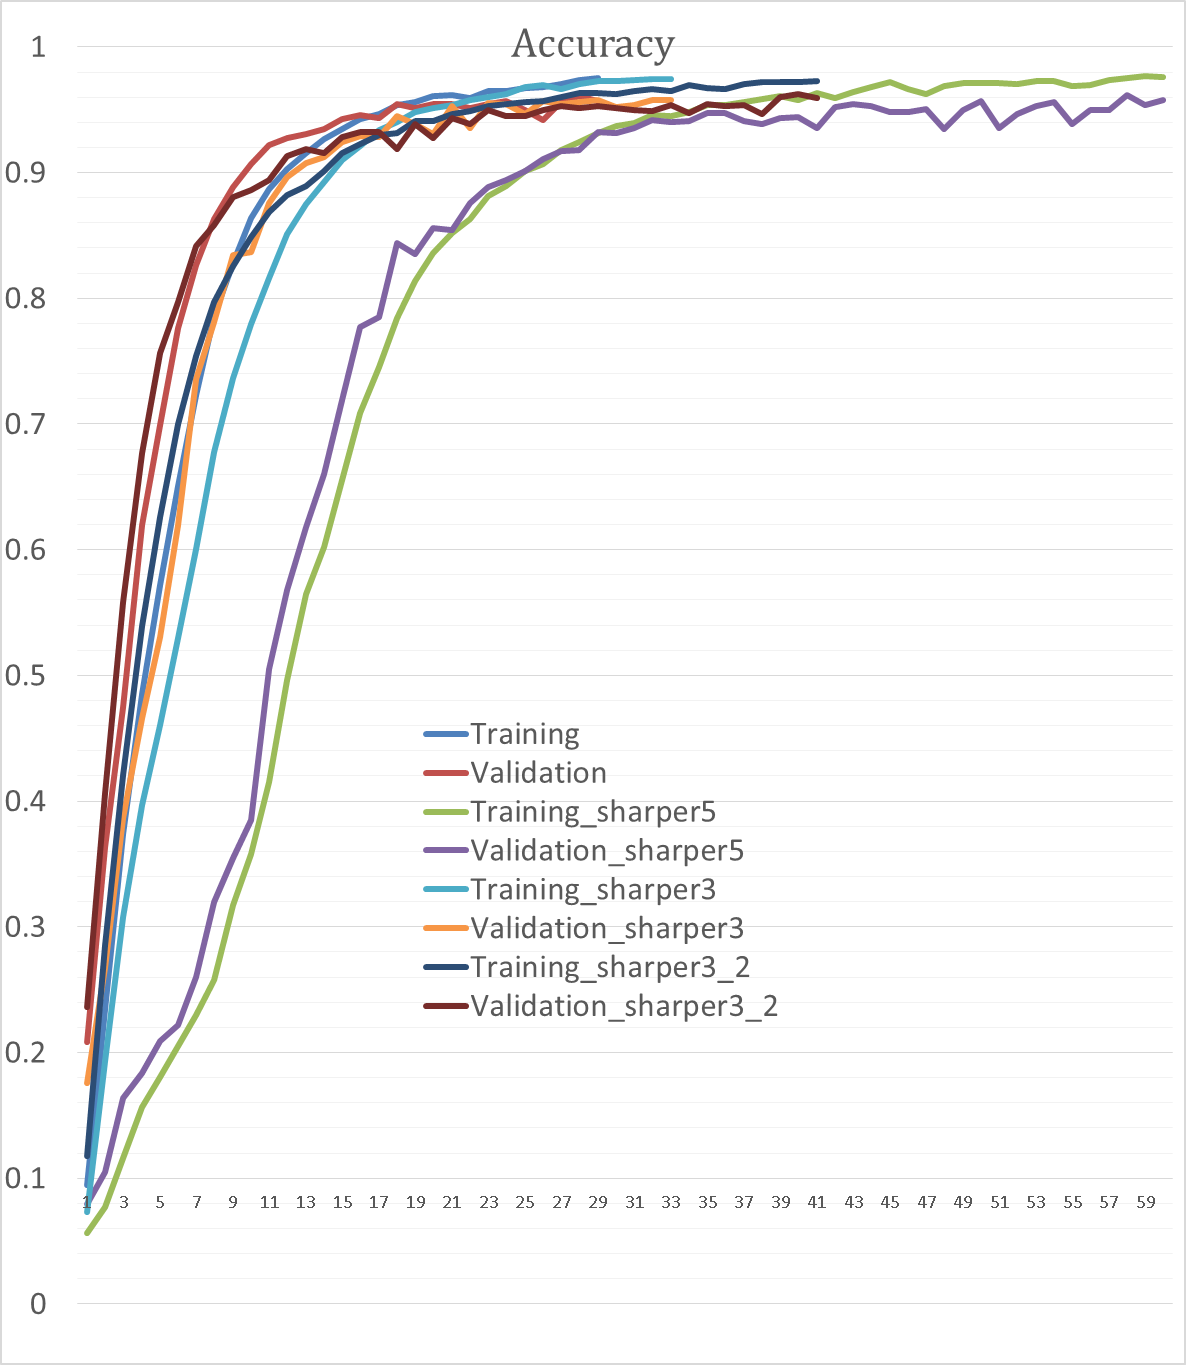 Accuracy
1
0.9
0.8
0.7
0.6
0.5
0.4
0.3
0.2
0.1
0
1 3 5 7 9 11 13 15 17 19 21 23 25 27 29 31 33 35 37 39 41 43 45 47 49 51 53 55 57 59
Training
Validation
Training_sharper5
Validation_sharper5
Training_sharper3
Validation_sharper3
Training_sharper3_2
Validation_sharper3_2